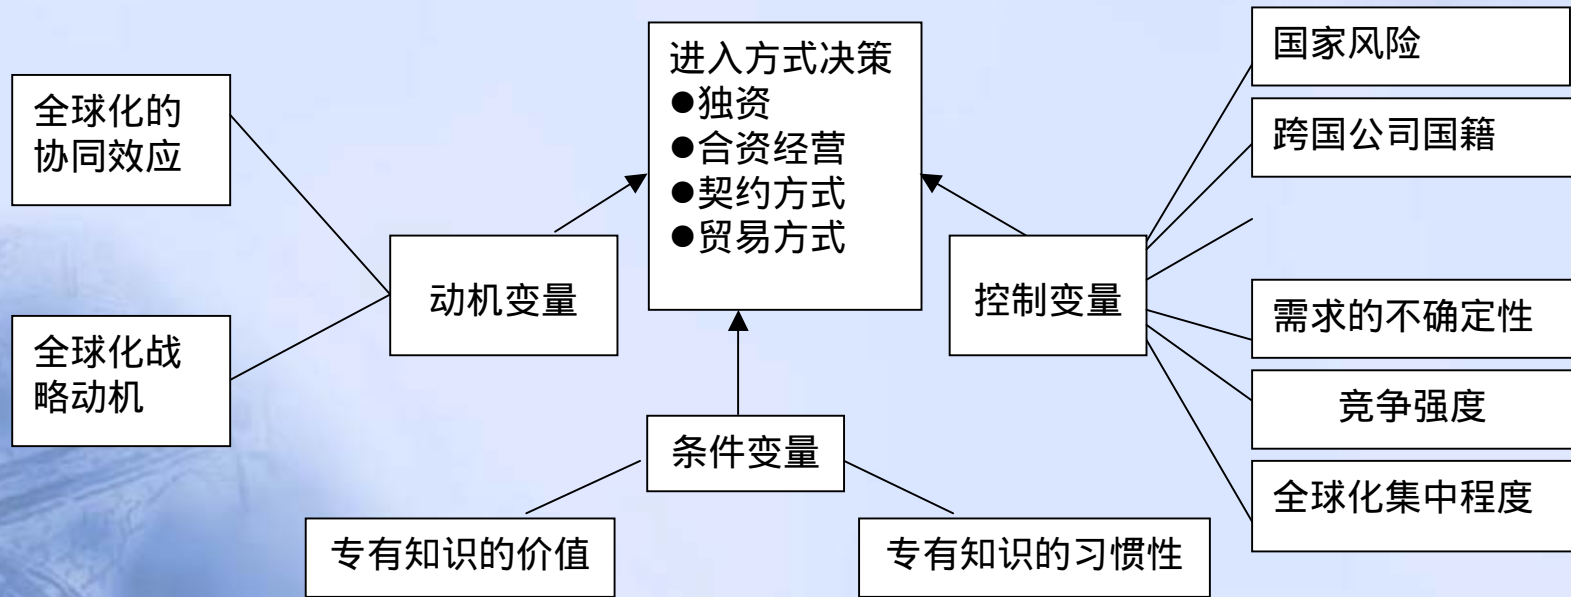 进入方式决策
●独资
●合资经营
●契约方式
●贸易方式
全球化的
协同效应
全球化战
略动机
动机变量
条件变量
专有知识的价值
专有知识的习惯性
控制变量
国家风险
跨国公司国籍
需求的不确定性
竞争强度
全球化集中程度